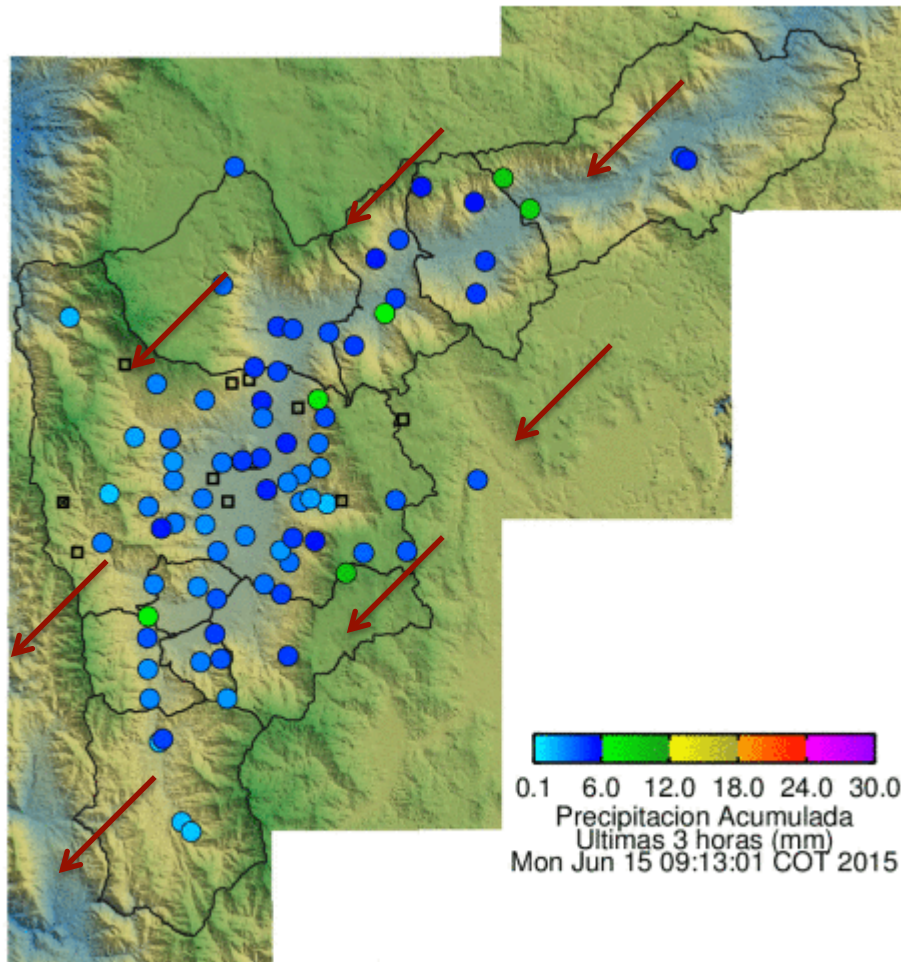 0.1 6.0 12.0 18.0 24.0 30.0
Precipitacion Acumulada
Ultimas 3 horas (mm)
Mon Jun 15 09:13:01 COT 2015